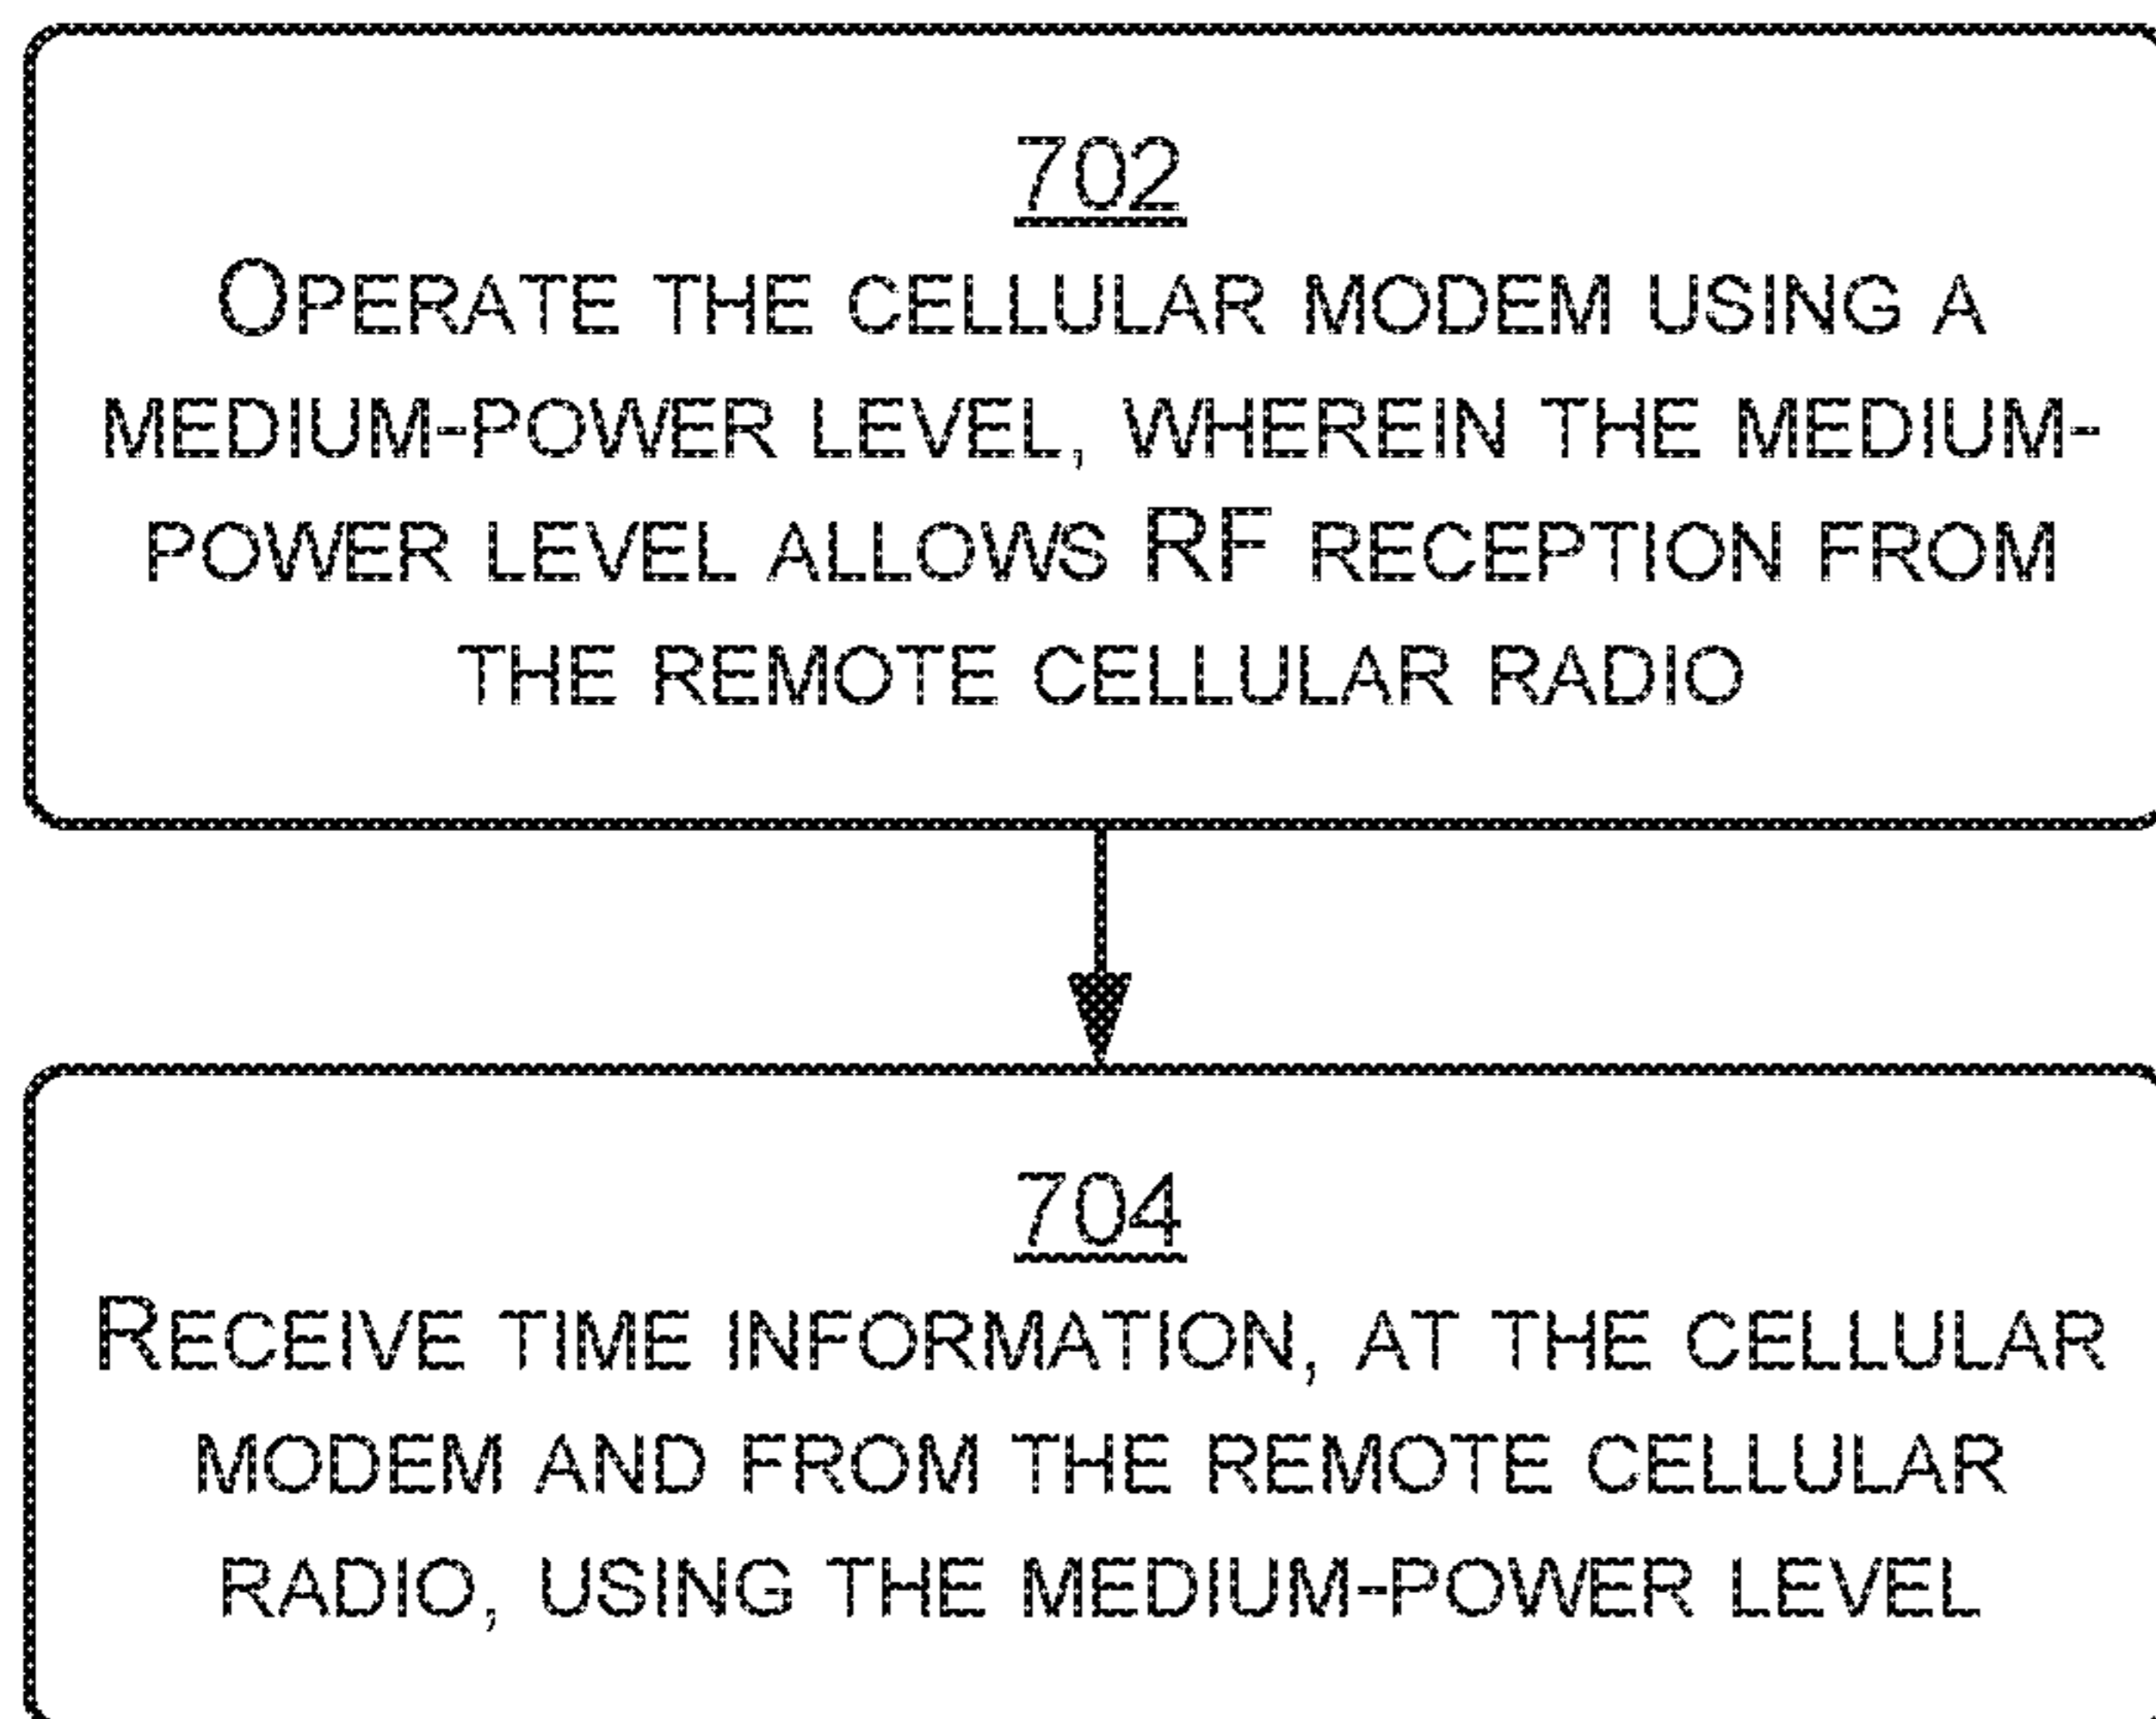 702
OPERATE THE CELLULAR MODEM USING A
MEDIUM-POWER LEVEL, WHEREIN THE MEDIUM-
POWER LEVEL ALLOWS RF RECEPTION FROM
THE REMOTE CELLULAR RADIO
704
RECEIVE TIME INFORMATION, AT THE CELLULAR
MODEM AND FROM THE REMOTE CELLULAR
RADIO, USING THE MEDIUM-POWER LEVEL